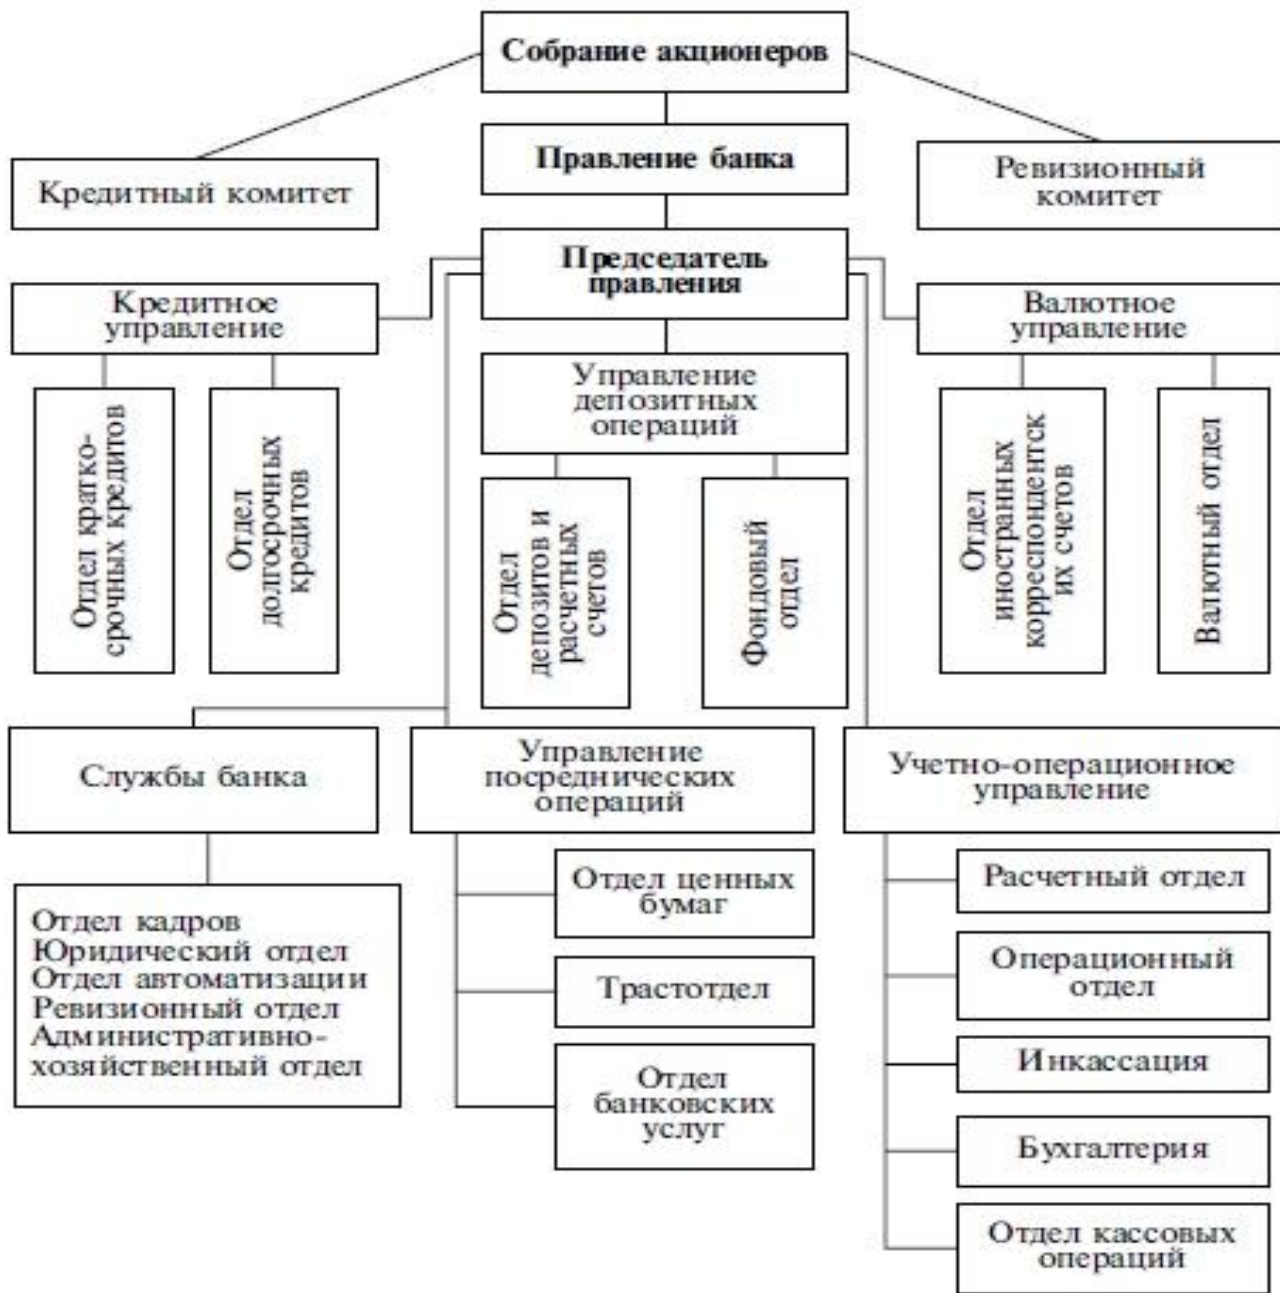 Собрание акционеров
Правление банка
Кредитный комитет
Ревизионный
комитет
Председатель
правления
Кредитное
управление
Валютное
управление
Управление
депозитных
операций
Отдел кратко-
срочных кредитов
Отдел
долгосрочных
кредитов
Отдел
депозитов и
расчетных
счетов
Фондовый
отдел
Отдел
иностранных
корреспондентск
их счетов
Валютный отдел
Службы банка
Управление
посреднических
операций
Учетно-операционное
управление
Отдел кадров
Юридический отдел
Отдел автоматизации
Ревизионный отдел
Административно-
хозяйственный отдел
Отдел ценных
бумаг
Трастотдел
Отдел
банковских
услуг
Расчетный отдел
Операционный
отдел
Инкассация
Бухгалтерия
Отдел кассовых
операций